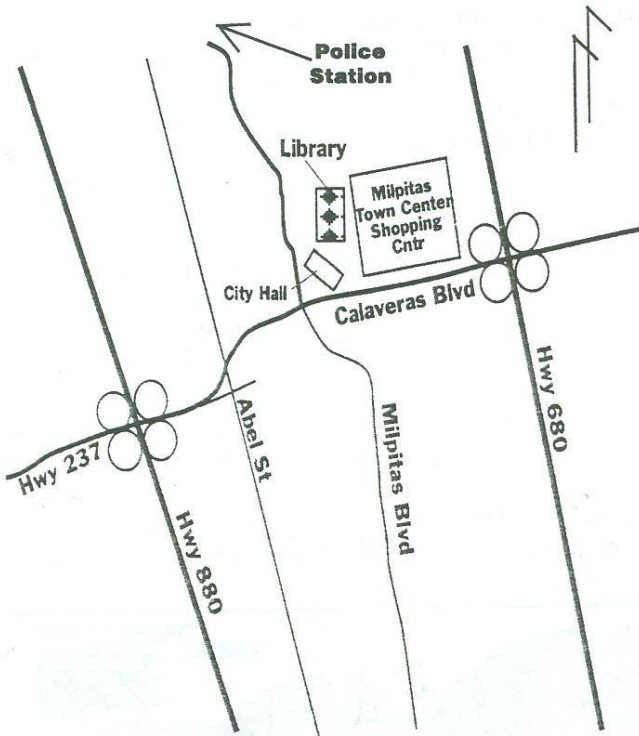 Police
Station
Library
Milpitas
Town Center
Shopping
Cntr
City Hall
Calaveras Blvd
Hwy 680
Abel St
Milpitas Blvd
Hwy 237
Hwy 880